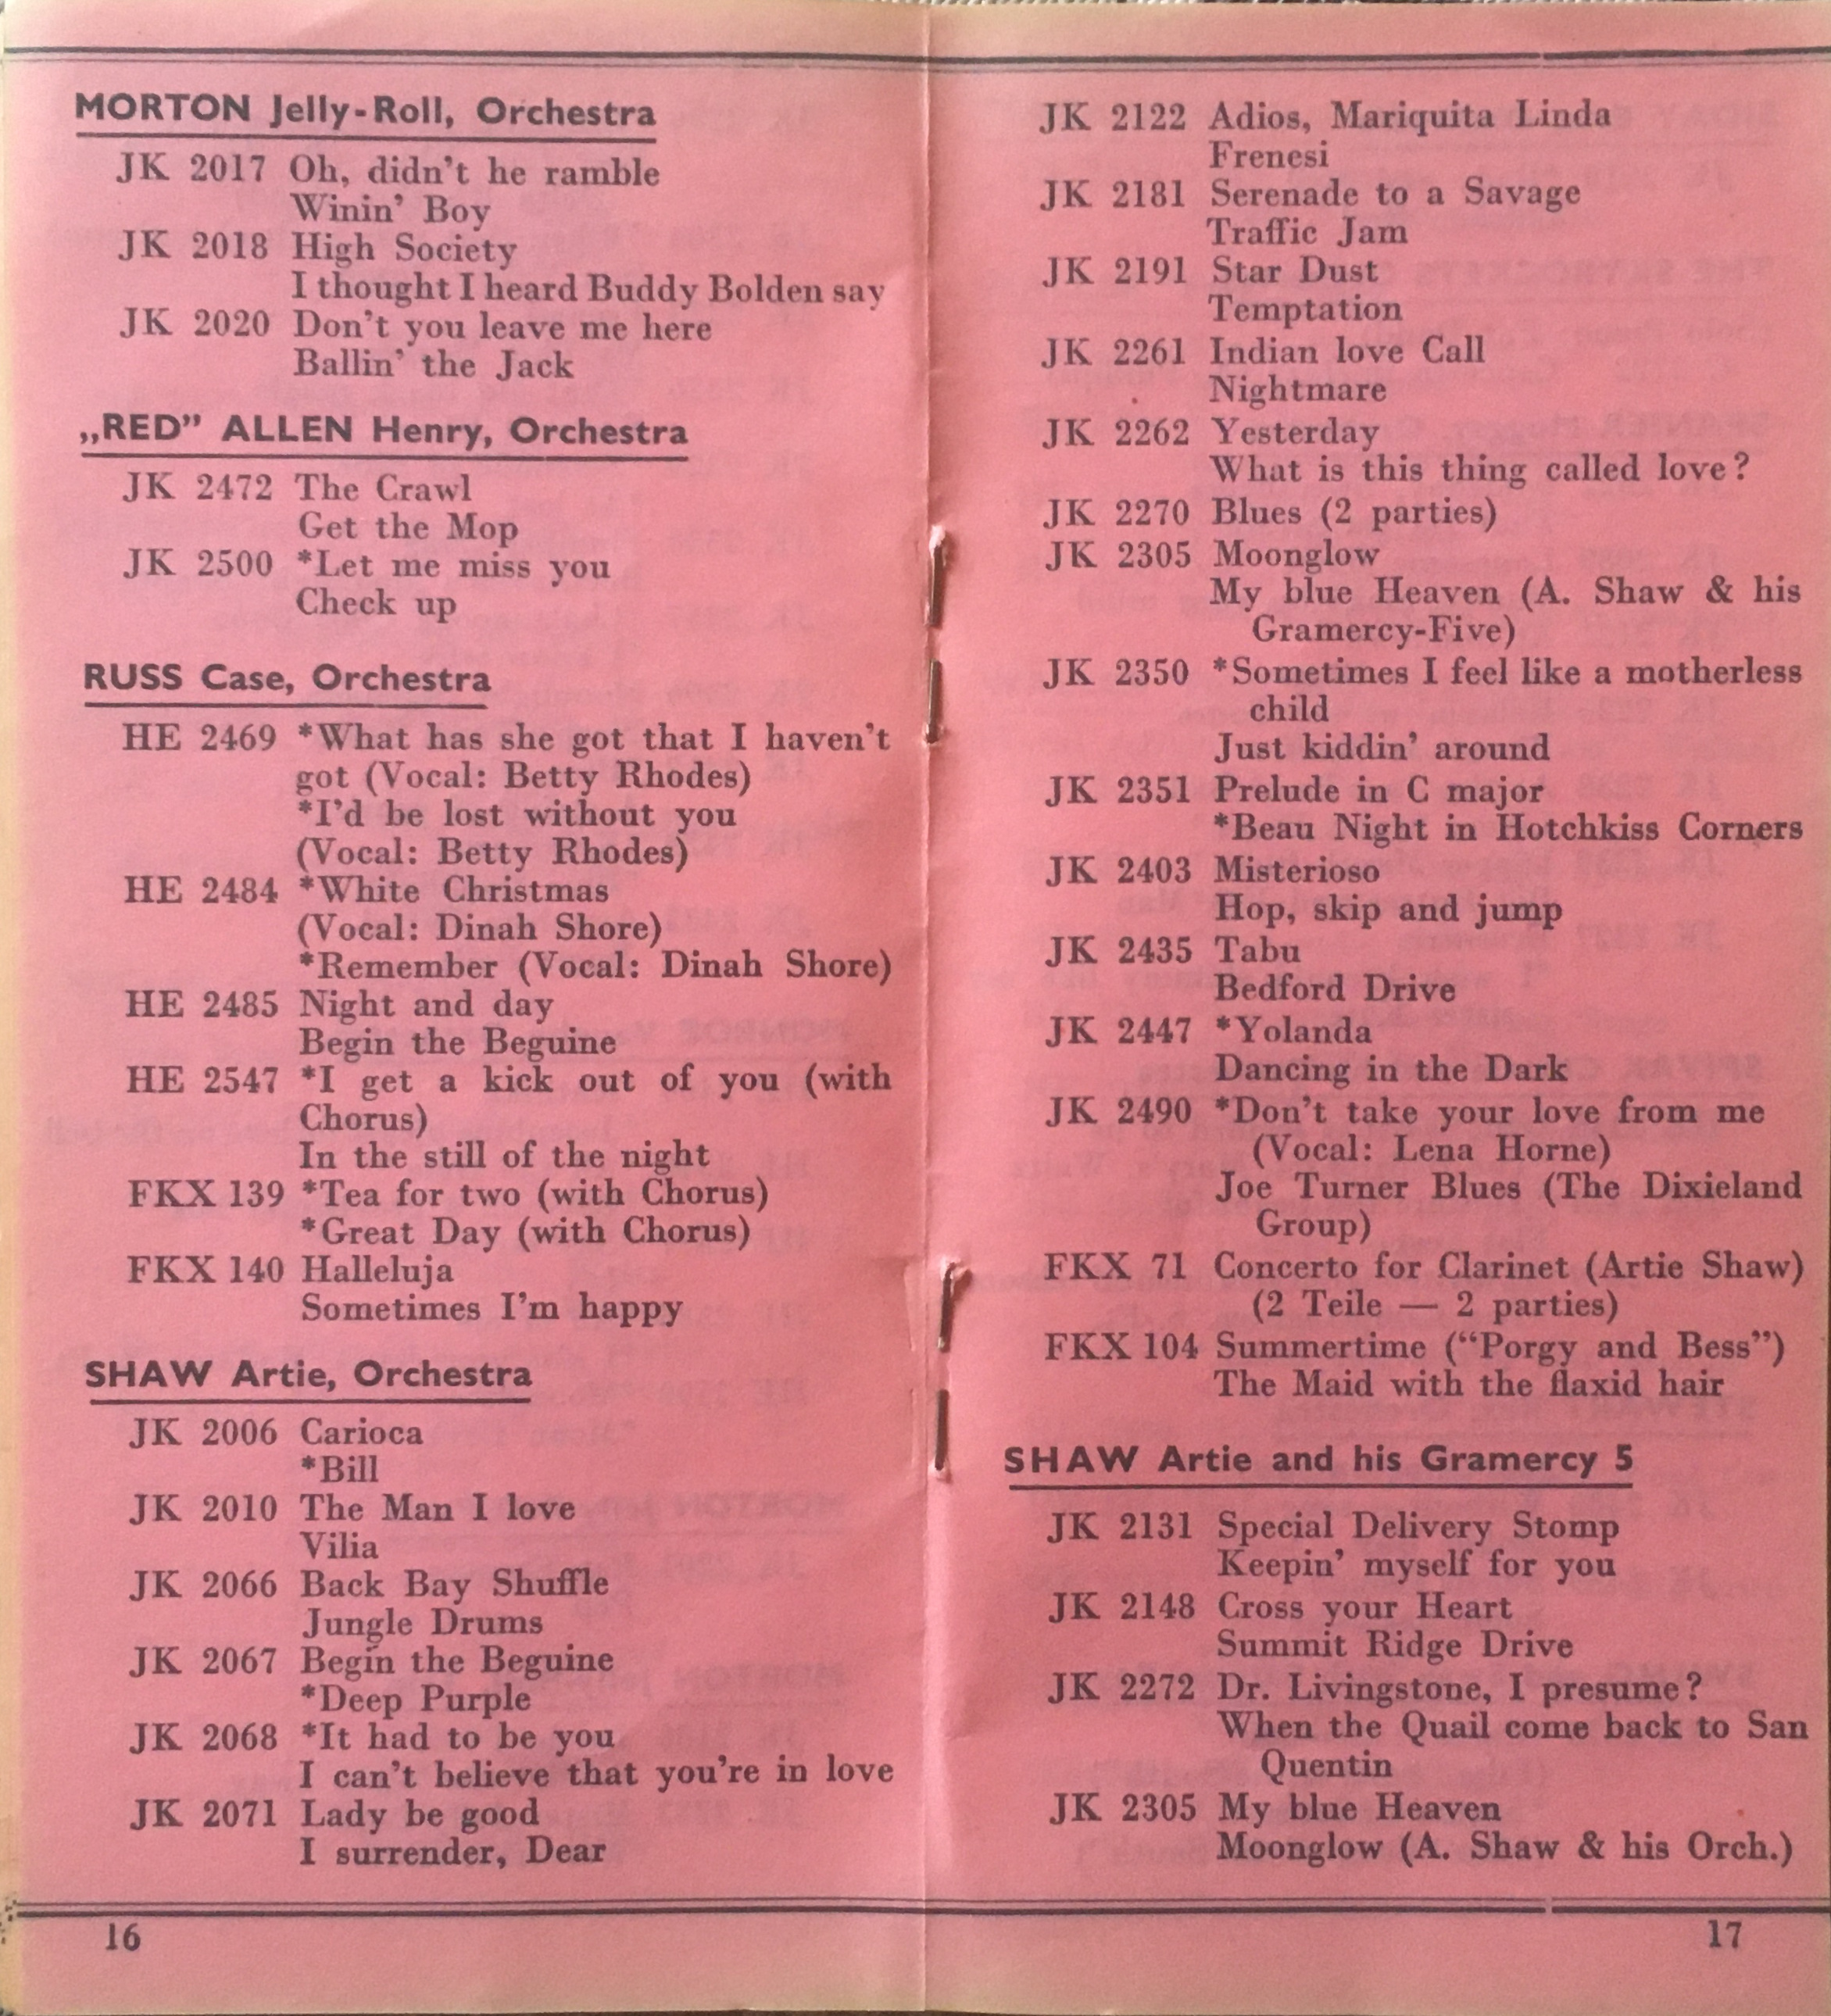 MORTON Jelly-Roll, Orchestra
JK 2017 Oh, didn't he ramble
Winin' Boy
JK 2018 High Society
I thought I heard Buddy Bolden say
JK 2020 Don't you leave me here
Ballin' the Jack
„RED” ALLEN Henry, Orchestra
JK 2472 The Crawl
Get the Mop
JK 2500 *Let me miss you
Check up
RUSS Case, Orchestra
HE 2469 *What has she got that I haven't
got (Vocal: Betty Rhodes)
*I'd be lost without you
(Vocal: Betty Rhodes)
HE 2484 *White Christmas
(Vocal: Dinah Shore)
*Remember (Vocal: Dinah Shore)
HE 2485 Night and day
Begin the Beguine
HE 2547 *I get a kick out of you (with
Chorus)
In the still of the night
FKX 139 *Tea for two (with Chorus)
*Great Day (with Chorus)
FKX 140 Halleluja
Sometimes I'm happy
SHAW Artie, Orchestra
JK 2006 Carioca
*Bill
JK 2010 The Man I love
Vilia
JK 2066 Back Bay Shuffle
Jungle Drums
JK 2067 Begin the Beguine
*Deep Purple
JK 2068 *It had to be you
I can't believe that you're in love
JK 2071 Lady be good
I surrender, Dear
16
JK 2122 Adios, Mariquita Linda
Frenesi
JK 2181 Serenade to a Savage
Traffic Jam
JK 2191 Star Dust
Temptation
JK 2261 Indian love Call
Nightmare
JK 2262 Yesterday
What is this thing called love?
JK 2270 Blues (2 parties)
JK 2305 Moonglow
My blue Heaven (A. Shaw & his
Gramercy-Five)
JK 2350 *Sometimes I feel like a motherless
child
Just kiddin' around
JK 2351 Prelude in C major
*Beau Night in Hotchkiss Corners
JK 2403 Misterioso
Hop, skip and jump
JK 2435 Tabu
Bedford Drive
JK 2447 *Yolanda
Dancing in the Dark
JK 2490 *Don't take your love from me
(Vocal: Lena Horne)
Joe Turner Blues (The Dixieland
Group)
FKX 71 Concerto for Clarinet (Artie Shaw)
(2 Teile — 2 parties)
FKX 104 Summertime (“Porgy and Bess”)
The Maid with the flaxid hair
SHAW Artie and his Gramercy 5
JK 2131 Special Delivery Stomp
Keepin' myself for you
JK 2148 Cross your Heart
Summit Ridge Drive
JK 2272 Dr. Livingstone, I presume?
When the Quail come back to San
Quentin
JK 2305 My blue Heaven
Moonglow (A. Shaw & his Orch.)
17